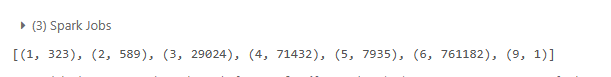 (3) Spark Jobs
[(1, 323), (2, 589), (3, 29024), (4, 71432), (5, 7935), (6, 761182), (9, 1)]